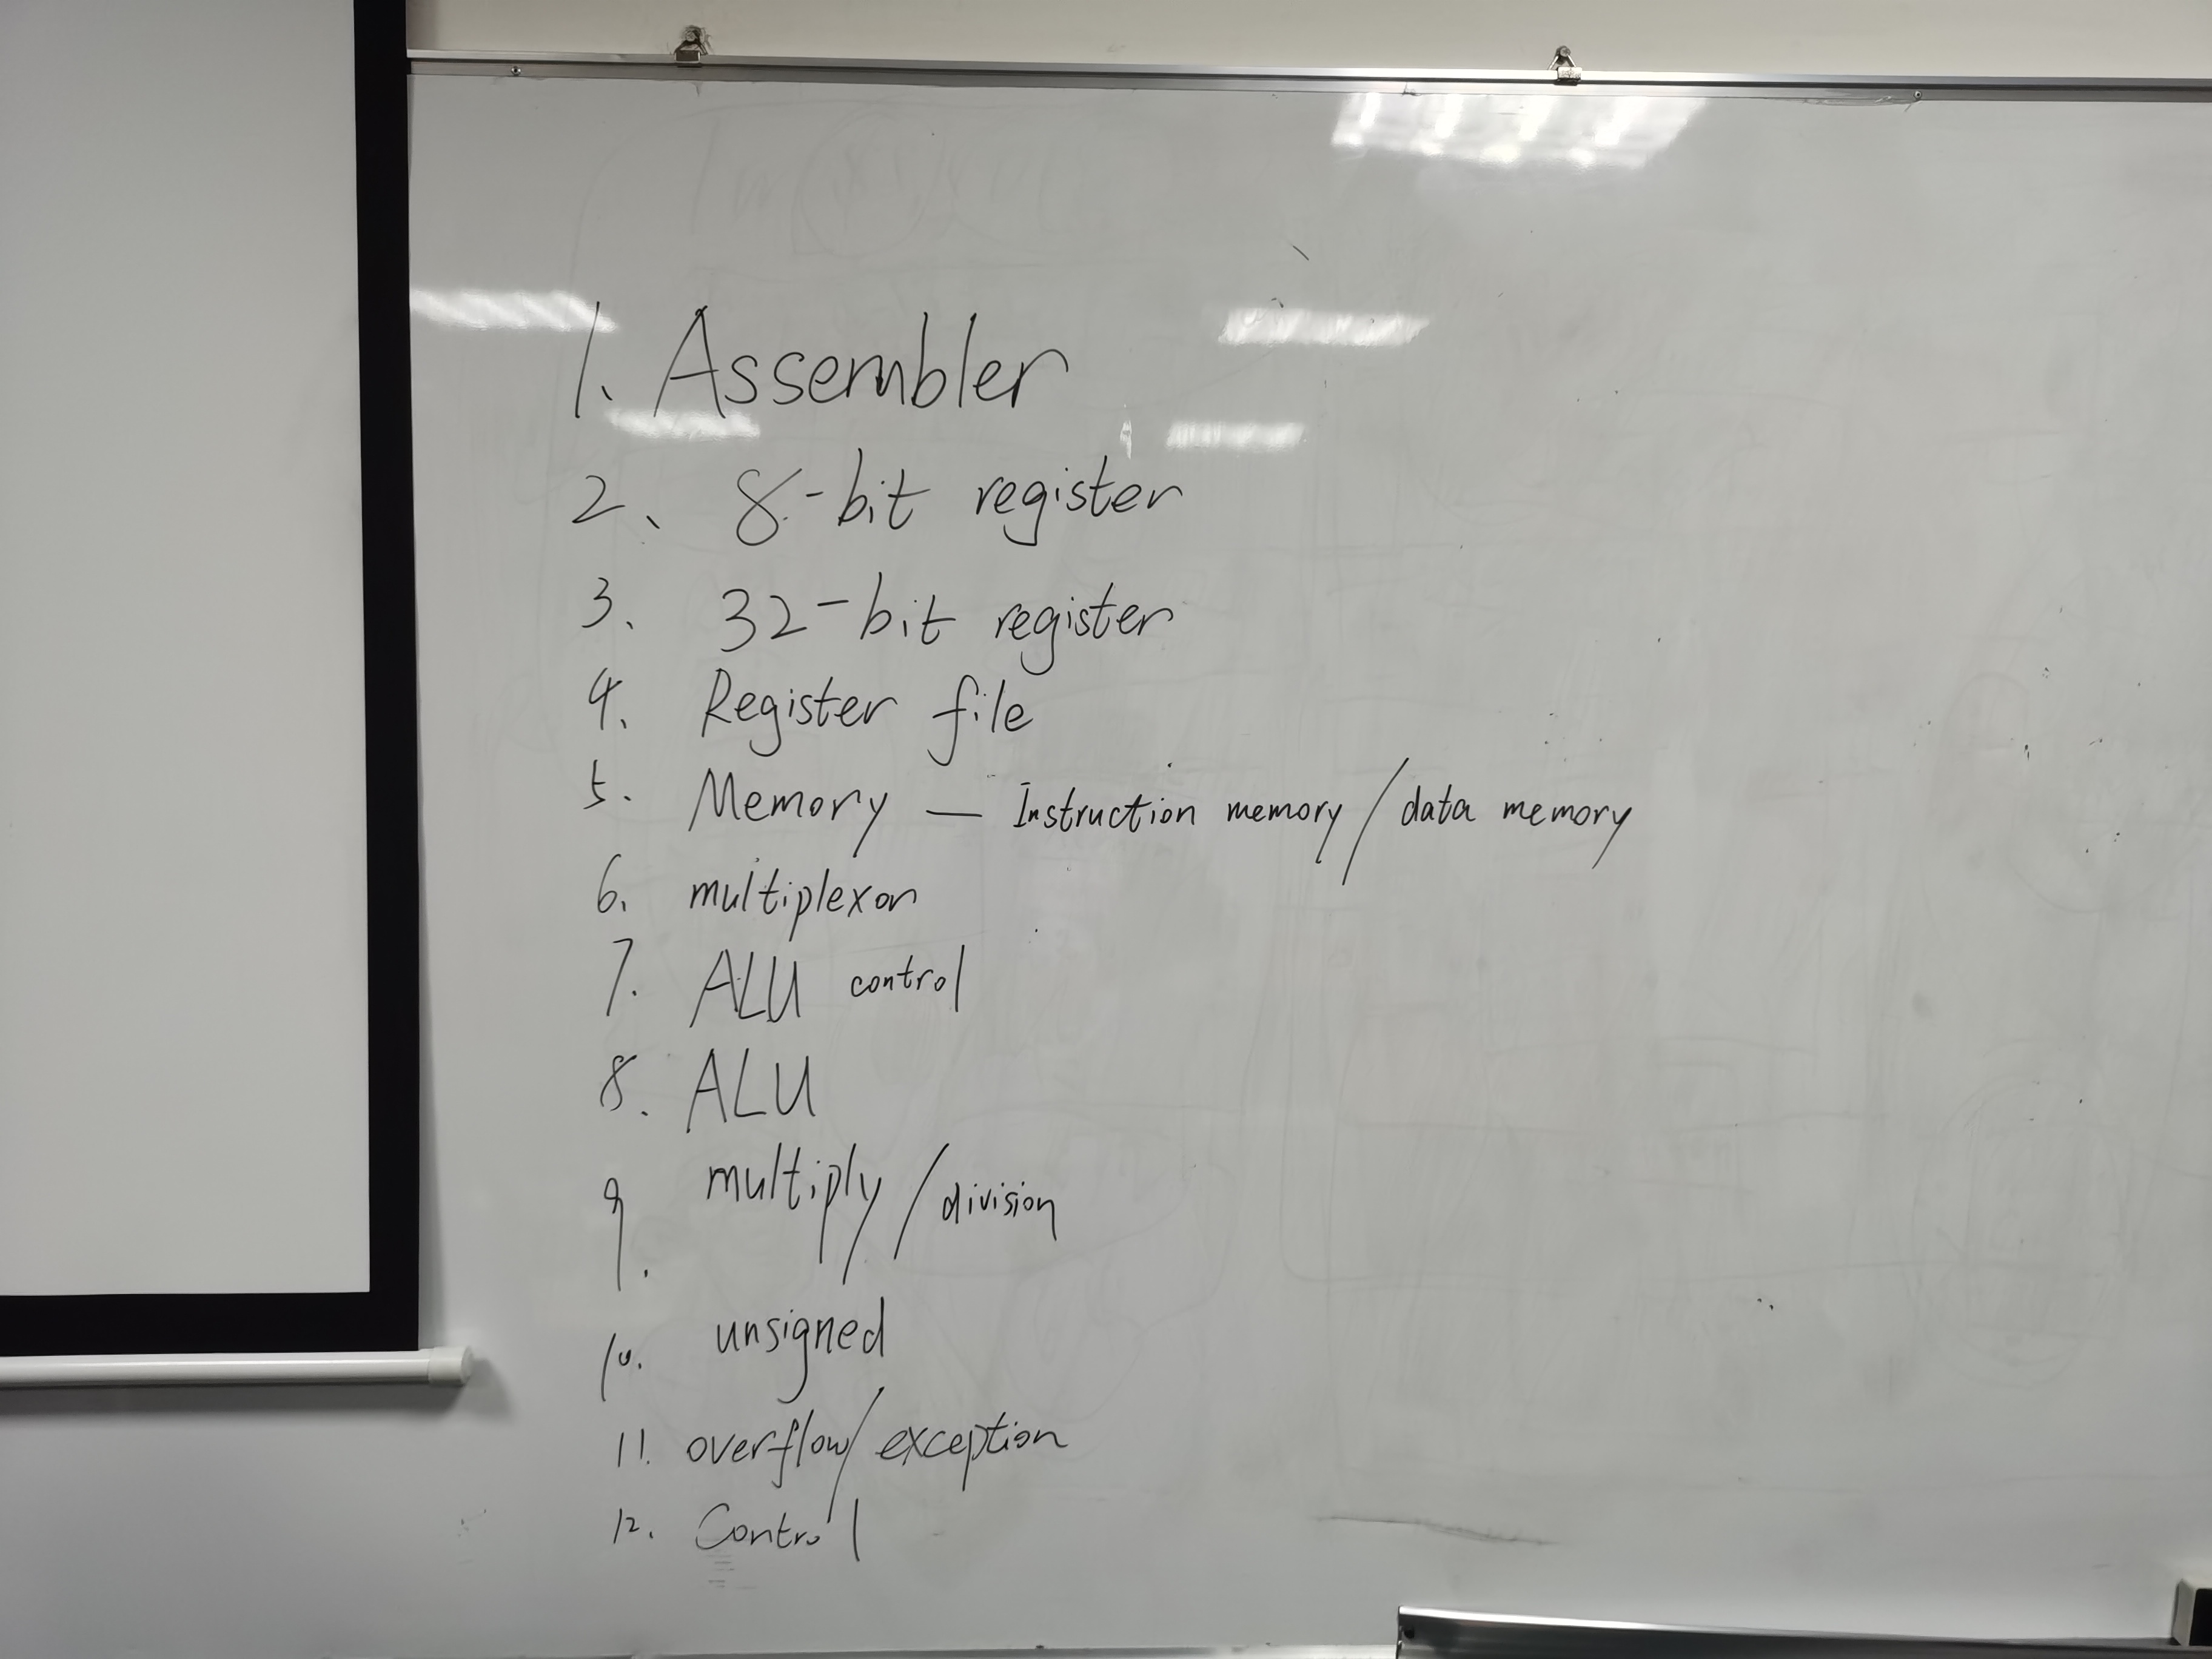 1. Assembler
2、 8-bit register
3、 32-bit register
4. Register file
5. Memory — Instruction memory / data memory
6. multiplexor
7. ALU control
8. ALU
9. multiply / division
10. unsigned
11. overflow / exception
12. Control